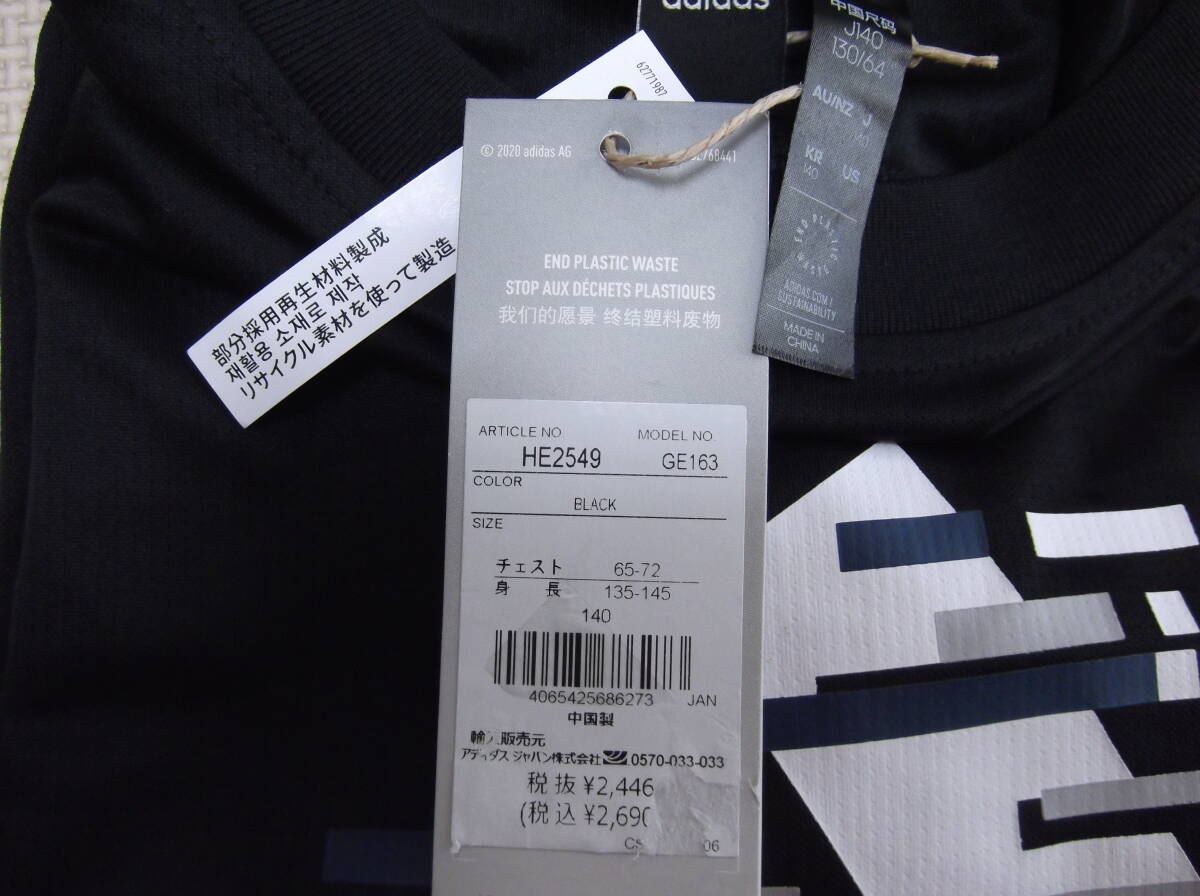 adidas
中国尺码
J140
130/64
AU/NZ J
KR US
140
END PLASTIC WASTE
ADIDAS.COM/
SUSTAINABILITY
MADE IN
CHINA
62771987
部分採用再生材料製成
재활용 소재로 제작
リサイクル素材を使って製造
© 2020 adidas AG
END PLASTIC WASTE
STOP AUX DÉCHETS PLASTIQUES
我们的愿景 终结塑料废物
ARTICLE NO. MODEL NO.
HE2549 GE163
COLOR
BLACK
SIZE
チェスト 65-72
身長 135-145
140
4065425686273 JAN
中国製
輸入販売元
アディダス ジャパン株式会社 0570-033-033
税抜 ¥2,446
(税込 ¥2,690
06